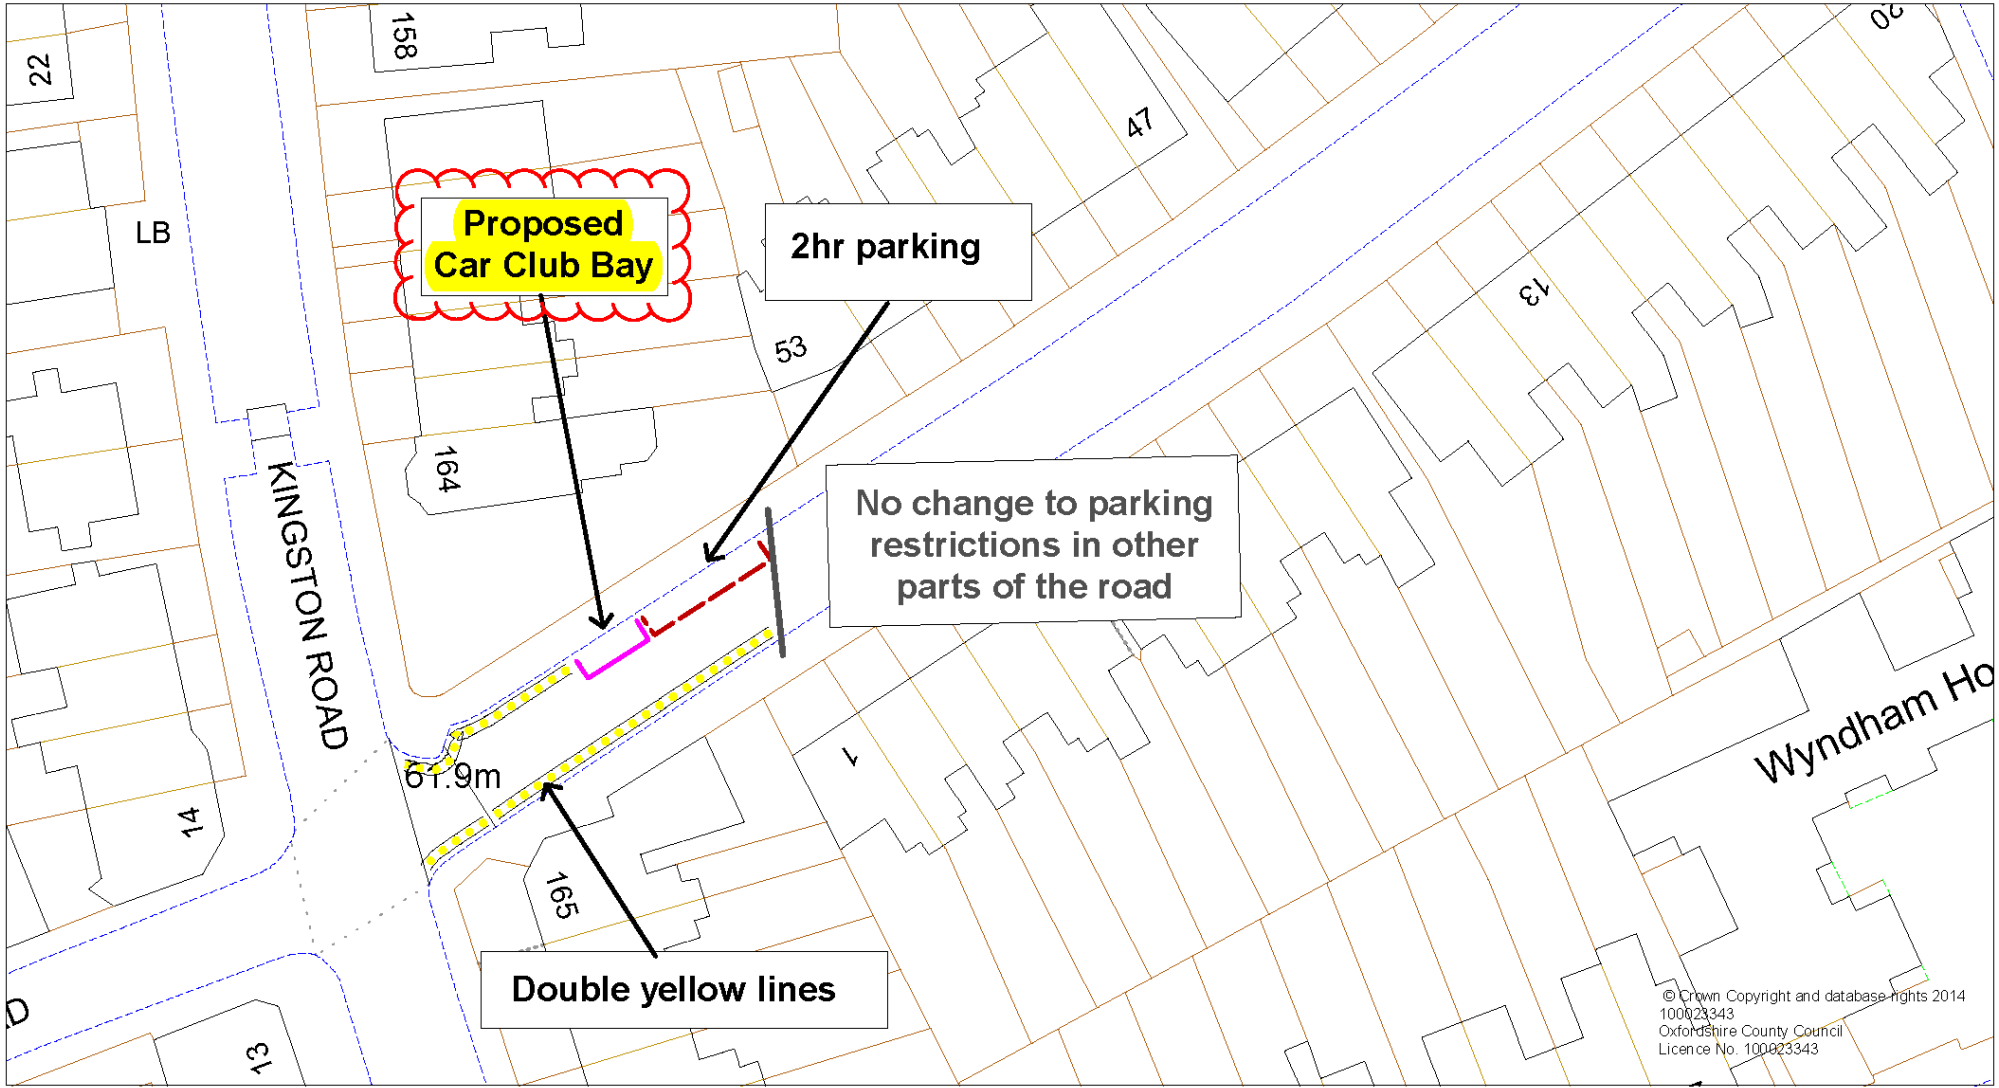 158
22
20
47
LB
Proposed
Car Club Bay
2hr parking
13
53
164
KINGSTON ROAD
No change to parking
restrictions in other
parts of the road
Wyndham Ho
1
61.9m
14
165
Double yellow lines
13
© Crown Copyright and database rights 2014
100023343
Oxfordshire County Council
Licence No. 100023343